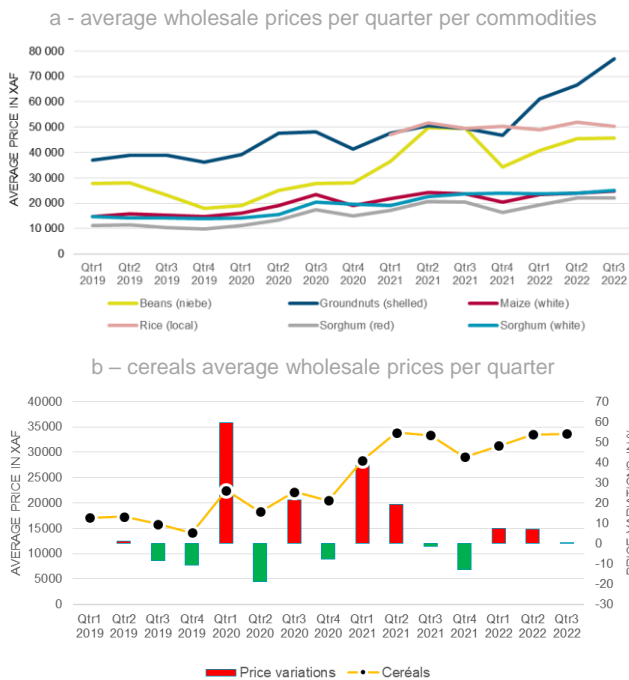 a - average wholesale prices per quarter per commodities
AVERAGE PRICE IN XAF
80 000
70 000
60 000
50 000
40 000
30 000
20 000
10 000
0
Qtr1 Qtr2 Qtr3 Qtr4 Qtr1 Qtr2 Qtr3 Qtr4 Qtr1 Qtr2 Qtr3 Qtr4 Qtr1 Qtr2 Qtr3
2019 2019 2019 2019 2020 2020 2020 2020 2021 2021 2021 2021 2022 2022 2022
Beans (niebe) Groundnuts (shelled) Maize (white)
Rice (local) Sorghum (red) Sorghum (white)
b – cereals average wholesale prices per quarter
AVERAGE PRICE IN XAF
40000
35000
30000
25000
20000
15000
10000
5000
0
70
60
50
40
30
20
10
0
-10
-20
-30
PRICE VARIATIONS IN %
Qtr1 Qtr2 Qtr3 Qtr4 Qtr1 Qtr2 Qtr3 Qtr4 Qtr1 Qtr2 Qtr3 Qtr4 Qtr1 Qtr2 Qtr3
2019 2019 2019 2019 2020 2020 2020 2020 2021 2021 2021 2021 2022 2022 2022
Price variations Ceréals